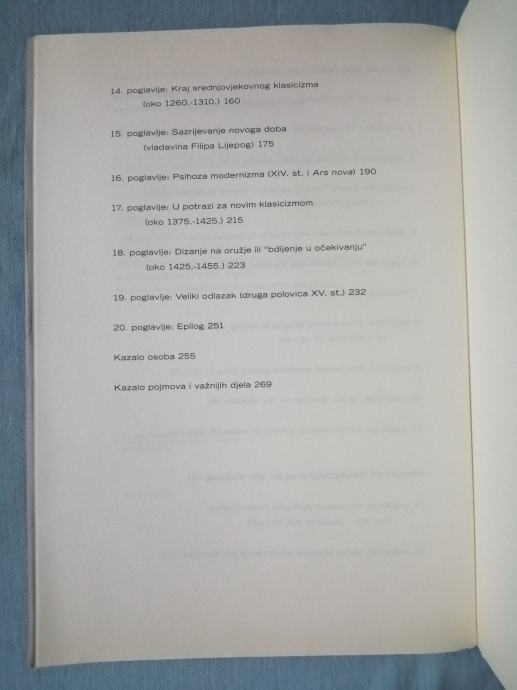 14. poglavlje: Kraj srednjovjekovnog klasicizma
(oko 1260.-1310.) 160
15. poglavlje: Sazrijevanje novoga doba
(vladavina Filipa Lijepog) 175
16. poglavlje: Psihoza modernizma (XIV. st. i Ars nova) 190
17. poglavlje: U potrazi za novim klasicizmom
(oko 1375.-1425.) 215
18. poglavlje: Dizanje na oružje ili "bdijenje u očekivanju"
(oko 1425.-1455.) 223
19. poglavlje: Veliki odlazak (druga polovica XV. st.) 232
20. poglavlje: Epilog 251
Kazalo osoba 255
Kazalo pojmova i važnijih djela 269